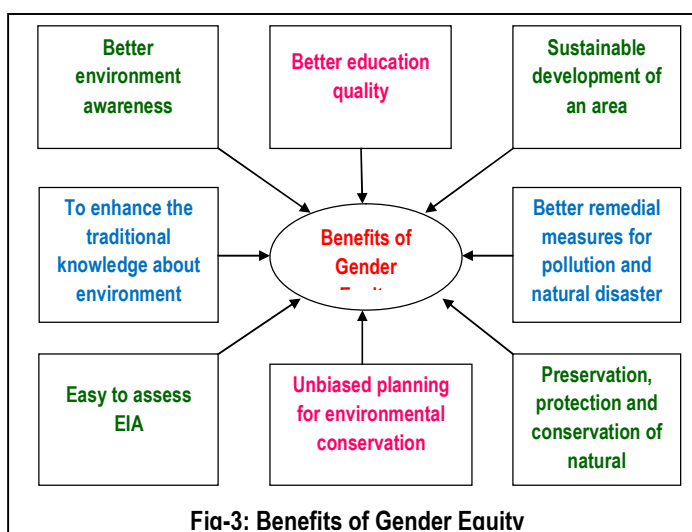 Better
environment
awareness
Better education
quality
Sustainable
development of
an area
To enhance the
traditional
knowledge about
environment
Benefits of
Gender
Equity
Better remedial
measures for
pollution and
natural disaster
Easy to assess
EIA
Unbiased planning
for environmental
conservation
Preservation,
protection and
conservation of
natural
Fig-3: Benefits of Gender Equity